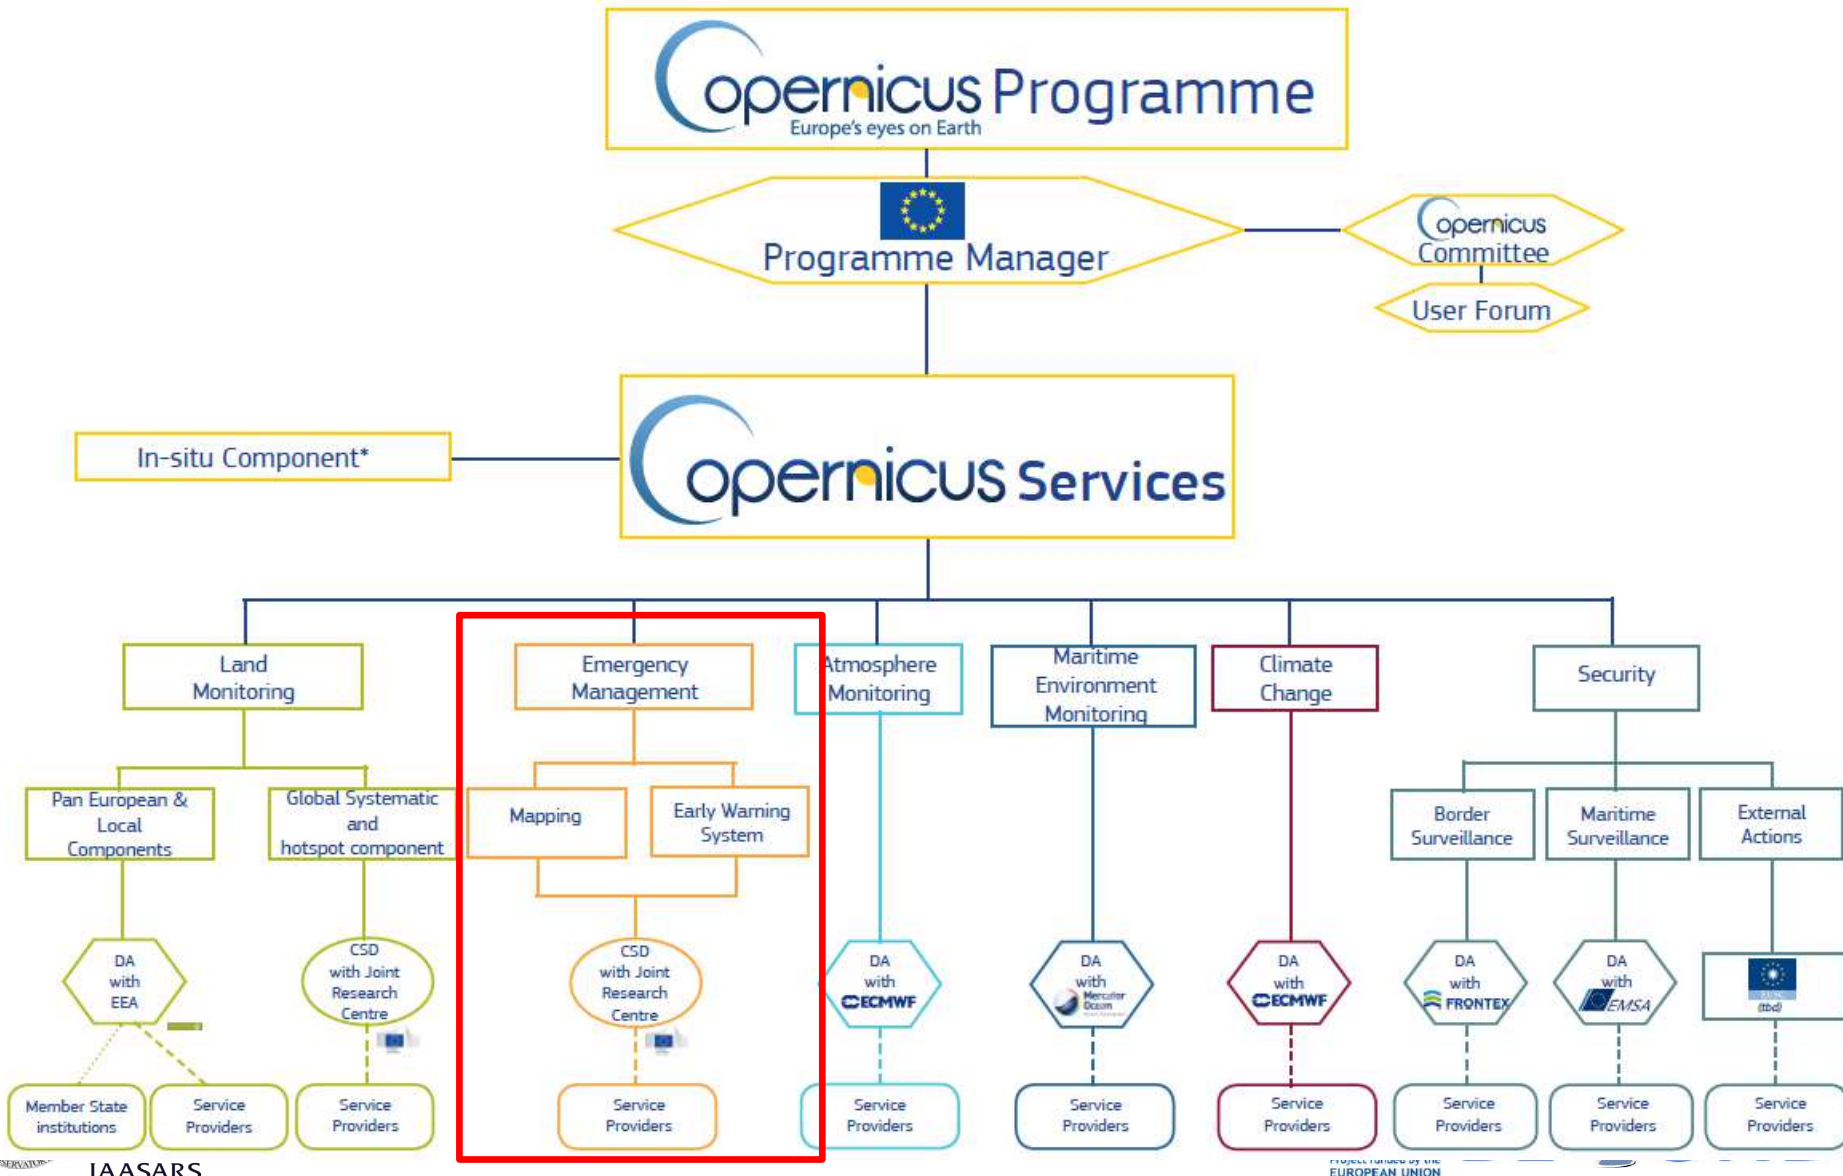 Copernicus Programme
Europe's eyes on Earth
Programme Manager
Copernicus
Committee
User Forum
In-situ Component*
Copernicus Services
Land
Monitoring
Emergency
Management
Atmosphere
Monitoring
Maritime
Environment
Monitoring
Climate
Change
Security
Pan European &
Local
Components
Global Systematic
and
hotspot component
Mapping
Early Warning
System
Border
Surveillance
Maritime
Surveillance
External
Actions
DA
with
EEA
CSD
with Joint
Research
Centre
CSD
with Joint
Research
Centre
DA
with
ECMWF
DA
with
Mercator
Ocean
DA
with
ECMWF
DA
with
FRONTEX
DA
with
EMSA
(tbd)
Member State
institutions
Service
Providers
Service
Providers
Service
Providers
Service
Providers
Service
Providers
Service
Providers
Service
Providers
Service
Providers
Service
Providers
IAASARS
Project funded by the
EUROPEAN UNION